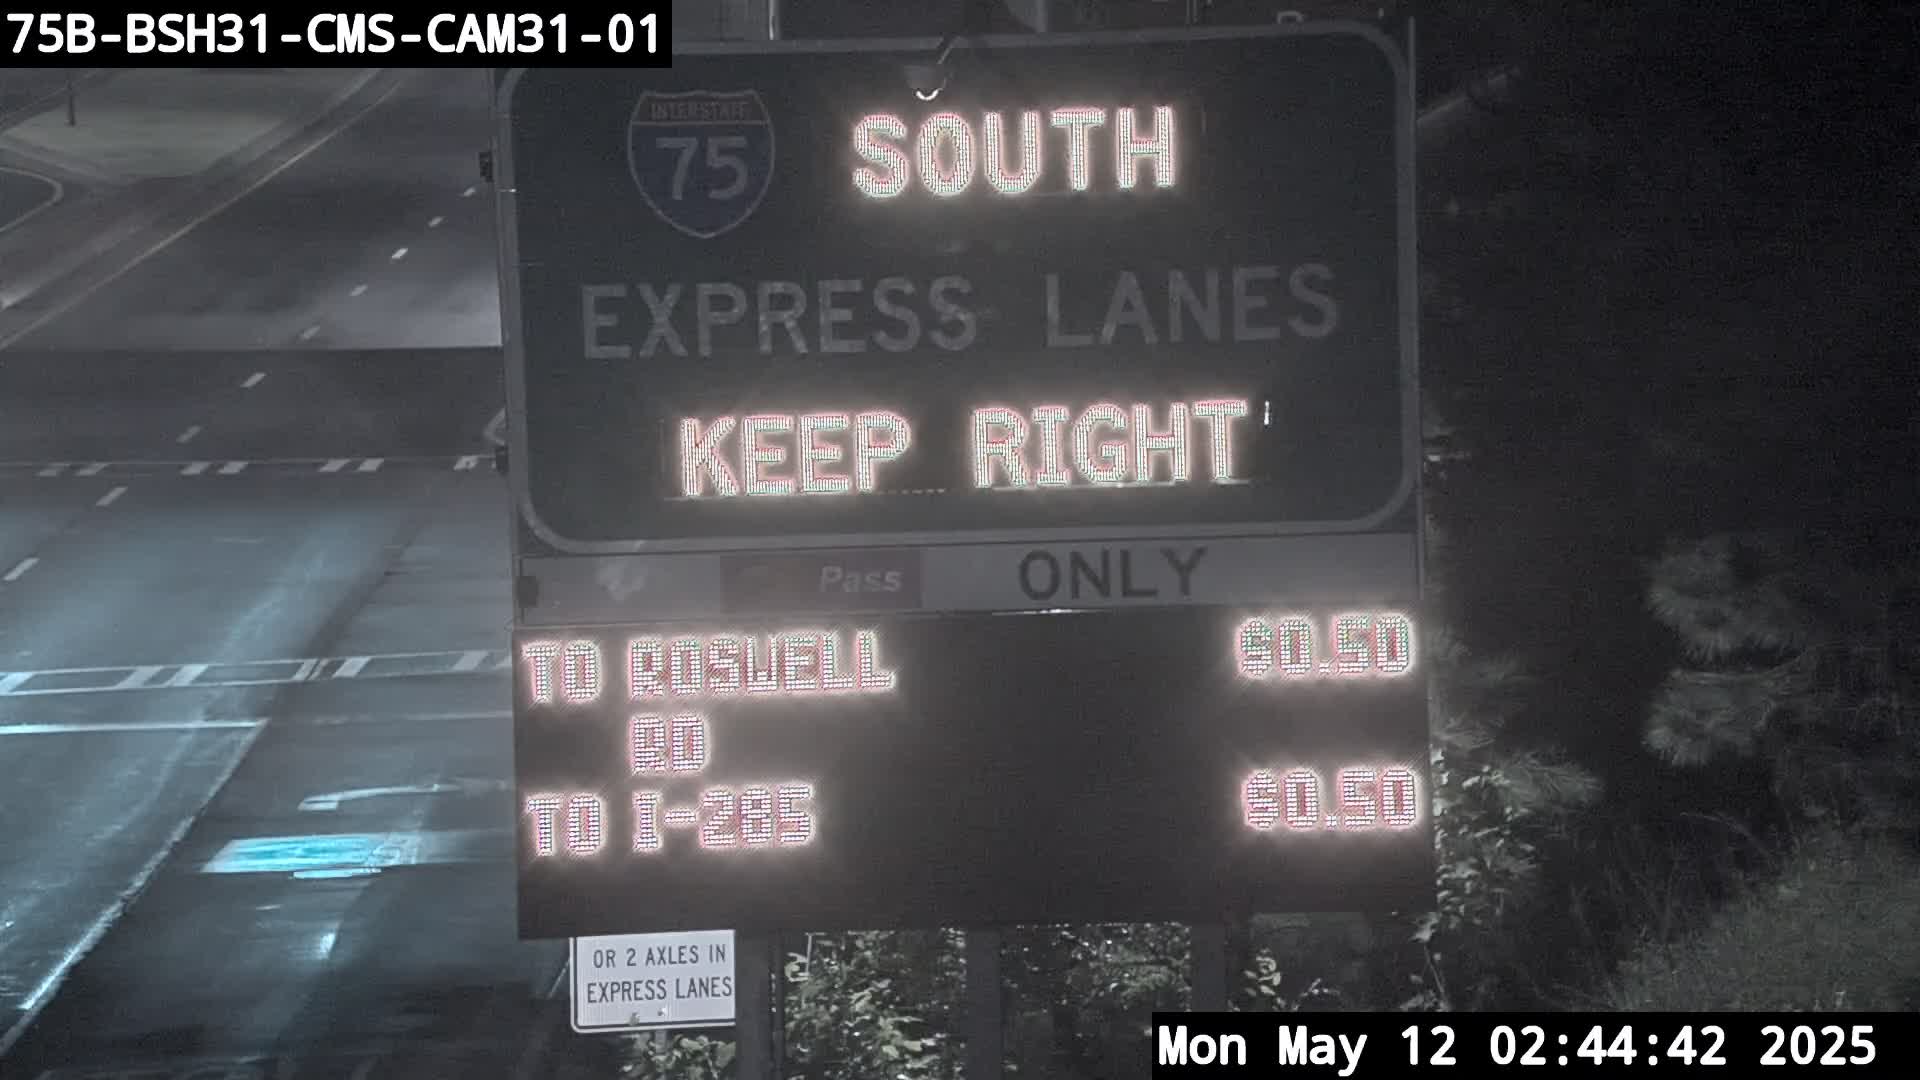 75B-BSH31-CMS-CAM31-01
INTERSTATE
75
SOUTH
EXPRESS LANES
KEEP RIGHT
Pass
ONLY
TO ROSWELL $0.50
RD
TO I-285 $0.50
OR 2 AXLES IN
EXPRESS LANES
Mon May 12 02:44:42 2025